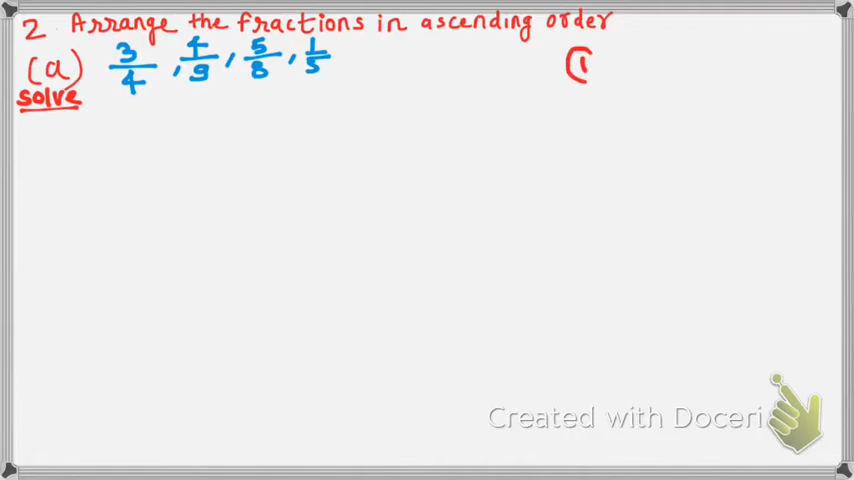 2 Arrange the fractions in ascending order
(a) 3/4, 4/9, 5/8, 1/5
(1
solve
Created with Doceri